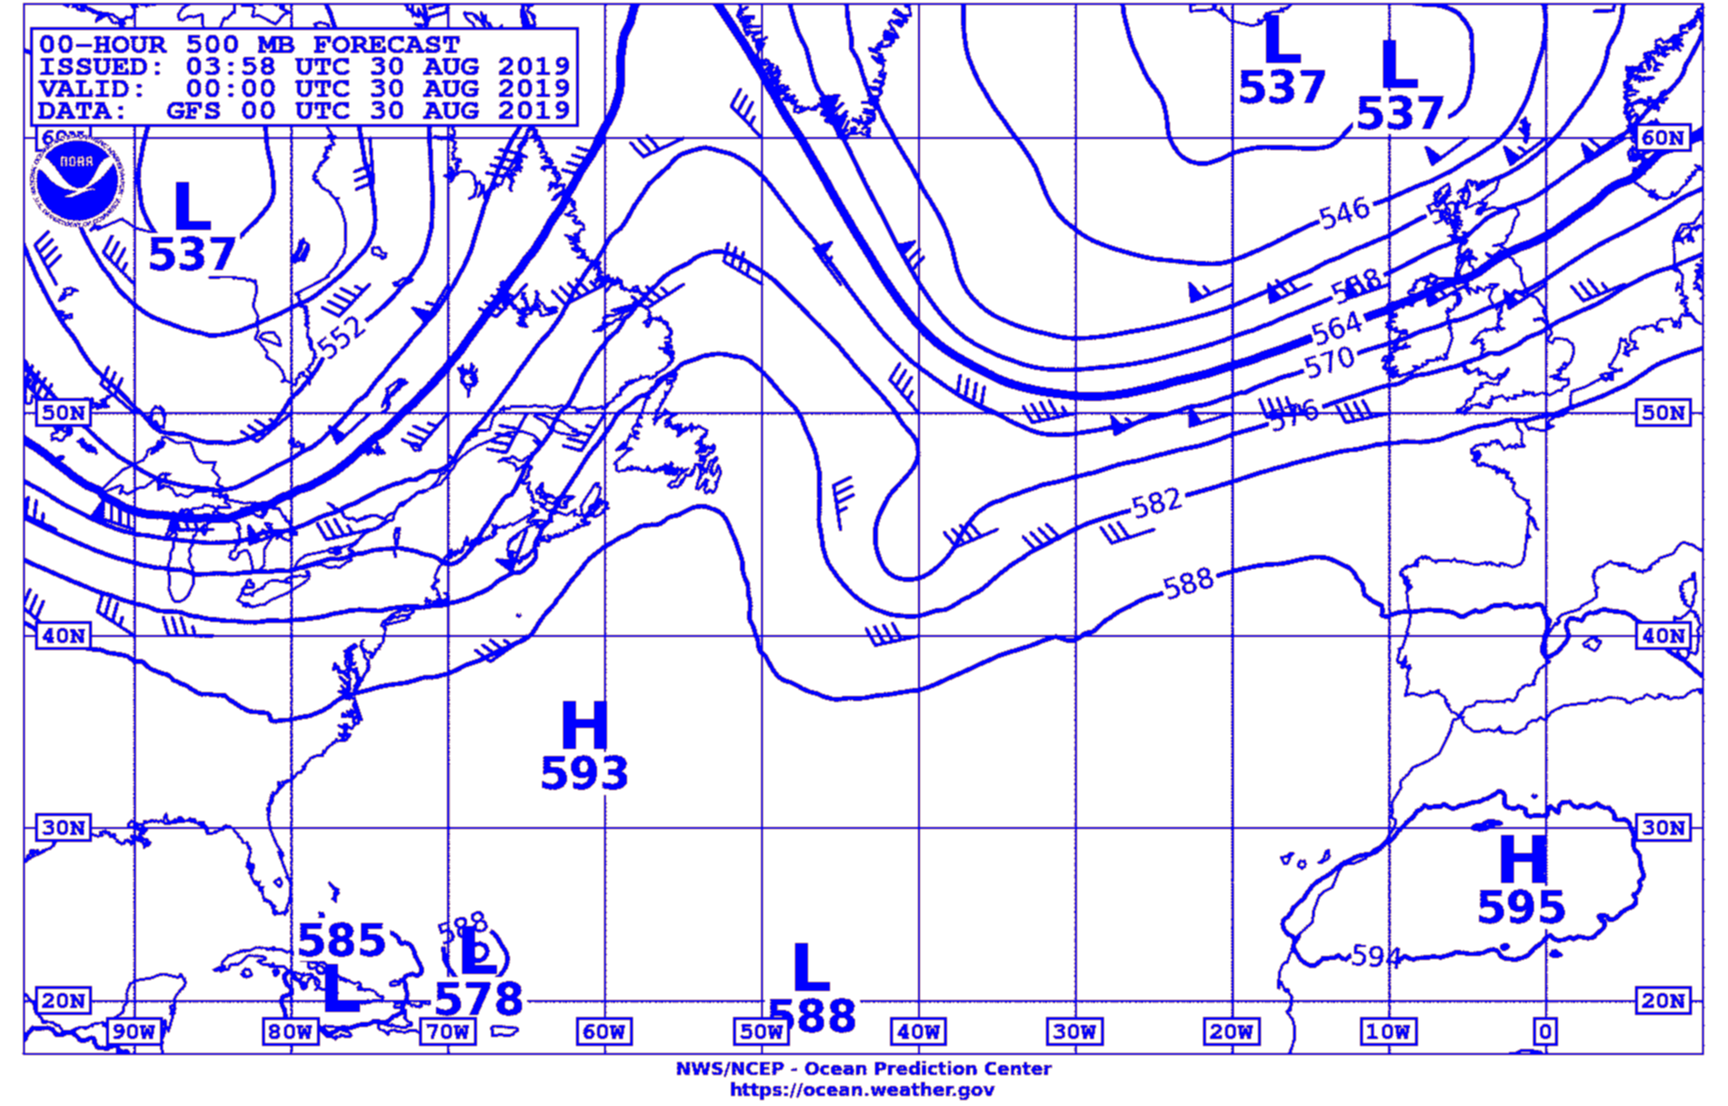 00-HOUR 500 MB FORECAST
ISSUED: 03:58 UTC 30 AUG 2019
VALID: 00:00 UTC 30 AUG 2019
DATA: GFS 00 UTC 30 AUG 2019
L
537
L
537
60N
60N
NOAA
L
537
546
558
552
564
570
50N
576
50N
582
588
40N
40N
H
593
30N
30N
H
595
588
585
L
L
578
L
588
594
20N
20N
90W
80W
70W
60W
50W
40W
30W
20W
10W
0
NWS/NCEP - Ocean Prediction Center
https://ocean.weather.gov